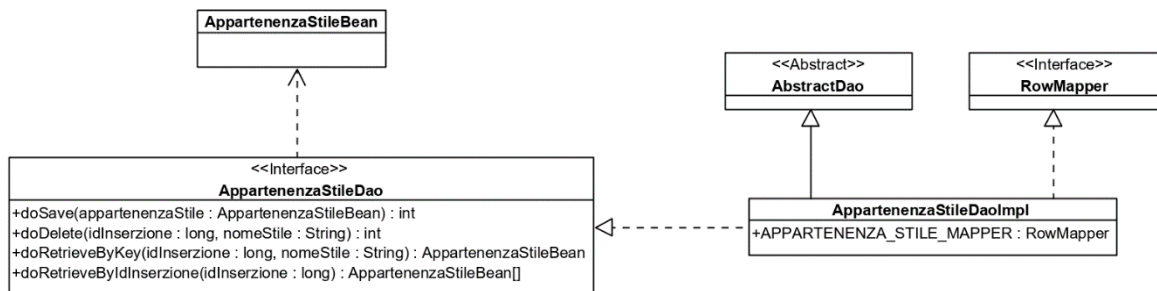 AppartenenzaStileBean
<<Abstract>>
AbstractDao
<<Interface>>
RowMapper
<<Interface>>
AppartenenzaStileDao
+doSave(appartenenzaStile : AppartenenzaStileBean) : int
+doDelete(idInserzione : long, nomeStile : String) : int
+doRetrieveByKey(idInserzione : long, nomeStile : String) : AppartenenzaStileBean
+doRetrieveByIdInserzione(idInserzione : long) : AppartenenzaStileBean[]
AppartenenzaStileDaoImpl
+APPARTENENZA_STILE_MAPPER : RowMapper